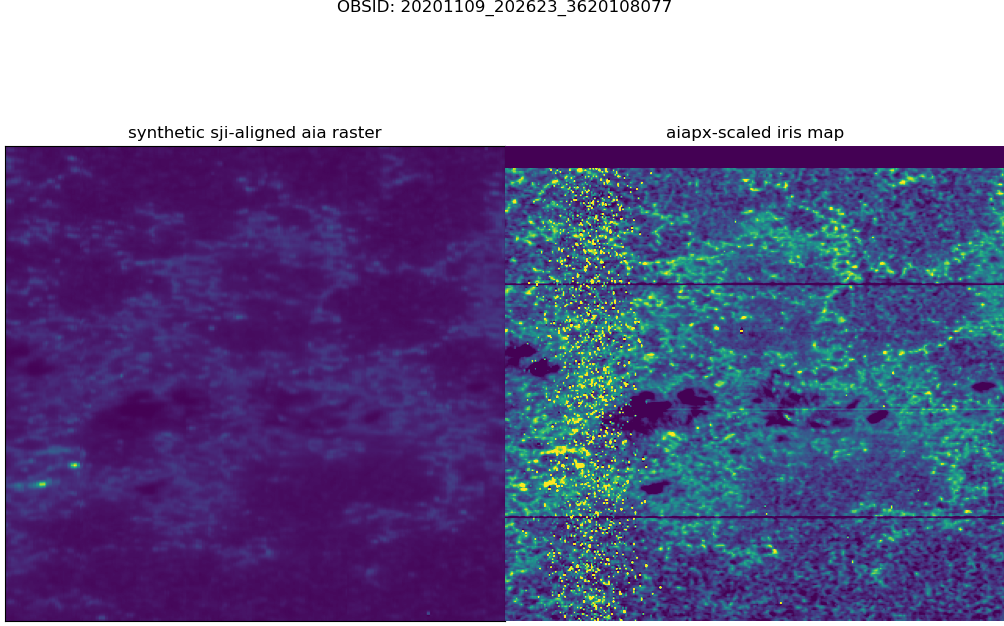 OBSID: 20201109_202623_3620108077
synthetic sji-aligned aia raster
aiapx-scaled iris map